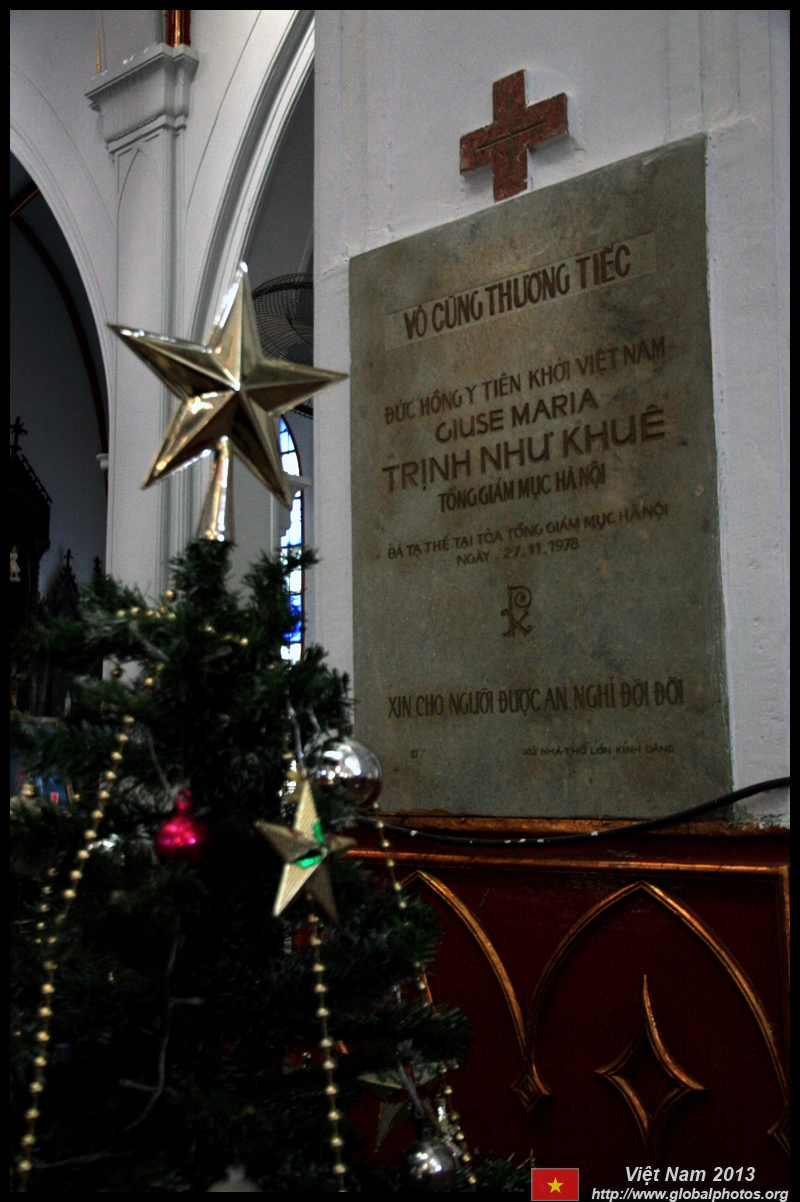 VÔ CÙNG THƯƠNG TIẾC
ĐỨC HỒNG Y TIÊN KHỞI VIỆT NAM
GIUSE MARIA
TRỊNH NHƯ KHUÊ
TỔNG GIÁM MỤC HÀ NỘI
ĐÃ TẠ THẾ TẠI TÒA TỔNG GIÁM MỤC HÀ NỘI
NGÀY 27.11.1978
XIN CHO NGƯỜI ĐƯỢC AN NGHỈ ĐỜI ĐỜI
XỨ NHÀ THỜ LỚN KÍNH DÂNG
Việt Nam 2013
http://www.globalphotos.org